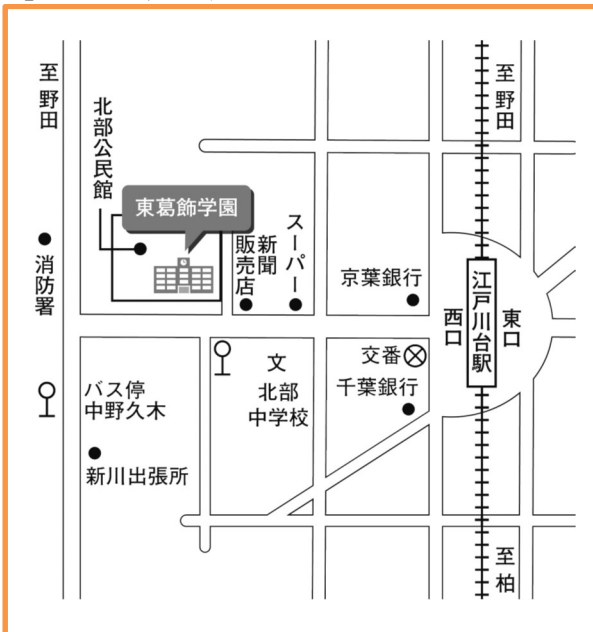 至野田
北部公民館
東葛飾学園
新聞
販売店
スーパー
京葉銀行
至野田
消防署
西口
江戸川台駅
東口
バス停
中野久木
文
北部
中学校
交番
千葉銀行
新川出張所
至柏